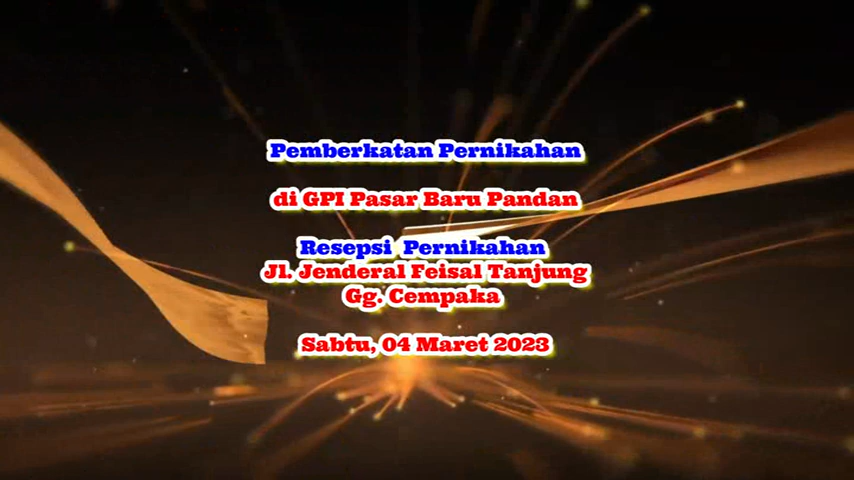 Pemberkatan Pernikahan
di GPI Pasar Baru Pandan
Resepsi Pernikahan
Jl. Jenderal Feisal Tanjung
Gg. Cempaka
Sabtu, 04 Maret 2023